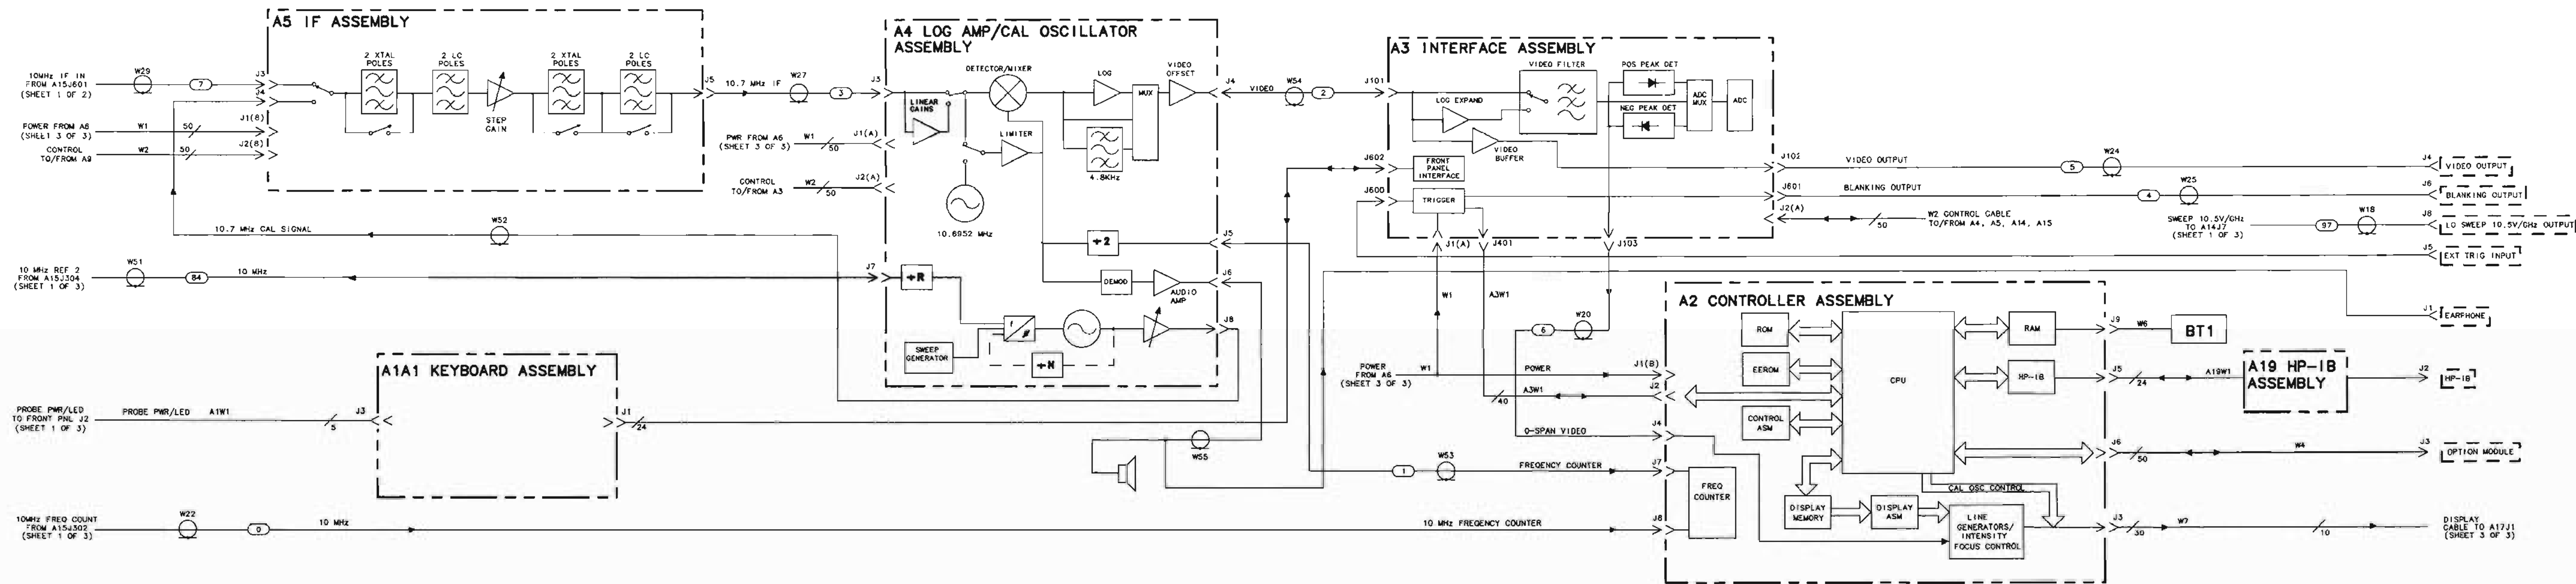 A5 IF ASSEMBLY
10MHz IF IN
FROM A15J601
(SHEET 1 OF 2)
W29
7
J3
J4
2 XTAL
POLES
2 LC
POLES
STEP
GAIN
2 XTAL
POLES
2 LC
POLES
J5
10.7 MHz IF
W27
3
POWER FROM A6
(SHEET 3 OF 3)
W1
50
J1(B)
CONTROL
TO/FROM A9
W2
50
J2(B)
10.7 MHz CAL SIGNAL
W52
A4 LOG AMP/CAL OSCILLATOR
ASSEMBLY
J3
LINEAR
GAINS
DETECTOR/MIXER
LOG
MUX
VIDEO
OFFSET
J4
LIMITER
4.8KHz
PWR FROM A6
(SHEET 3 OF 3)
W1
50
J1(A)
CONTROL
TO/FROM A3
W2
50
J2(A)
10.6952 MHz
÷2
J5
DEMOD
AUDIO
AMP
J6
10 MHz REF 2
FROM A15J304
(SHEET 1 OF 3)
W51
84
10 MHz
J7
÷R
SWEEP
GENERATOR
÷N
J8
VIDEO
W54
2
A3 INTERFACE ASSEMBLY
J101
VIDEO FILTER
LOG EXPAND
VIDEO
BUFFER
POS PEAK DET
NEG PEAK DET
ADC
MUX
ADC
J602
FRONT
PANEL
INTERFACE
J600
TRIGGER
J102
VIDEO OUTPUT
5
W24
J4
VIDEO OUTPUT
J601
BLANKING OUTPUT
4
W25
J6
BLANKING OUTPUT
J2(A)
50
W2 CONTROL CABLE
TO/FROM A4, A5, A14, A15
SWEEP 10.5V/GHz
TO A14J7
(SHEET 1 OF 3)
97
W18
J8
LO SWEEP 10.5V/GHz OUTPUT
J5
EXT TRIG INPUT
J1(A)
J401
J103
W1
A3W1
6
W20
J1
EARPHONE
A1A1 KEYBOARD ASSEMBLY
PROBE PWR/LED
TO FRONT PNL J2
(SHEET 1 OF 3)
PROBE PWR/LED
A1W1
5
J3
J1
24
W55
POWER
FROM A6
(SHEET 3 OF 3)
W1
POWER
J1(B)
A3W1
40
J2
0-SPAN VIDEO
J4
1
W53
FREQENCY COUNTER
J7
10MHz FREQ COUNT
FROM A15J302
(SHEET 1 OF 3)
W22
0
10 MHz
10 MHz FREQENCY COUNTER
J8
A2 CONTROLLER ASSEMBLY
ROM
EEROM
CONTROL
ASM
CPU
RAM
HP-IB
FREQ
COUNTER
DISPLAY
MEMORY
DISPLAY
ASM
LINE
GENERATORS/
INTENSITY
FOCUS CONTROL
CAL OSC CONTROL
J9
W6
BT1
J5
24
A19W1
A19 HP-IB
ASSEMBLY
J2
HP-IB
J6
50
W4
J3
OPTION MODULE
J3
30
W7
10
DISPLAY
CABLE TO A17J1
(SHEET 3 OF 3)